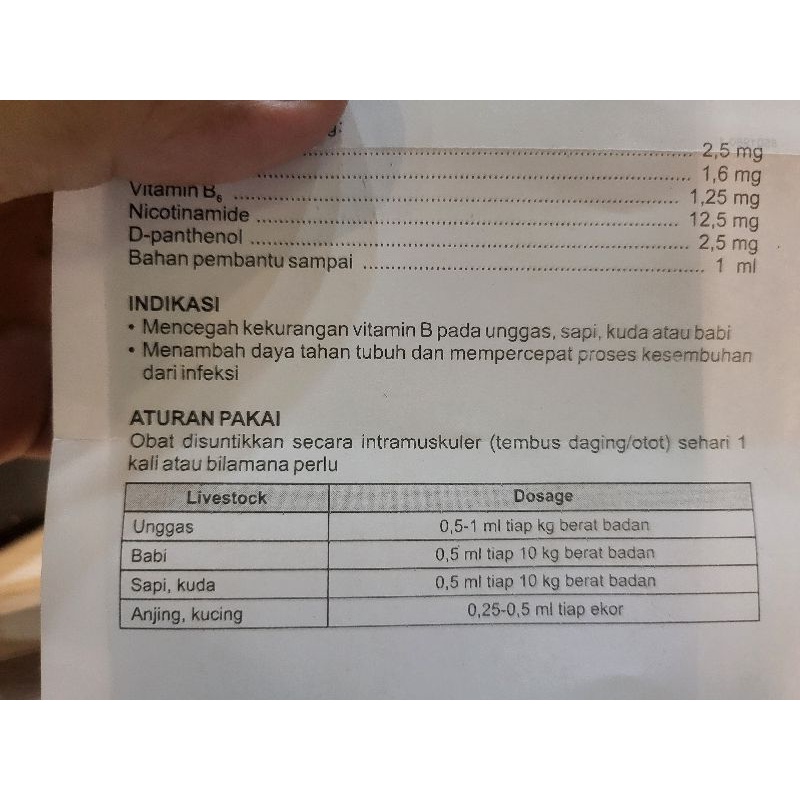 2,5 mg
1,6 mg
Vitamin B₆ 1,25 mg
Nicotinamide 12,5 mg
D-panthenol 2,5 mg
Bahan pembantu sampai 1 ml
INDIKASI
• Mencegah kekurangan vitamin B pada unggas, sapi, kuda atau babi
• Menambah daya tahan tubuh dan mempercepat proses kesembuhan
dari infeksi
ATURAN PAKAI
Obat disuntikkan secara intramuskuler (tembus daging/otot) sehari 1
kali atau bilamana perlu
Livestock Dosage
Unggas 0,5-1 ml tiap kg berat badan
Babi 0,5 ml tiap 10 kg berat badan
Sapi, kuda 0,5 ml tiap 10 kg berat badan
Anjing, kucing 0,25-0,5 ml tiap ekor